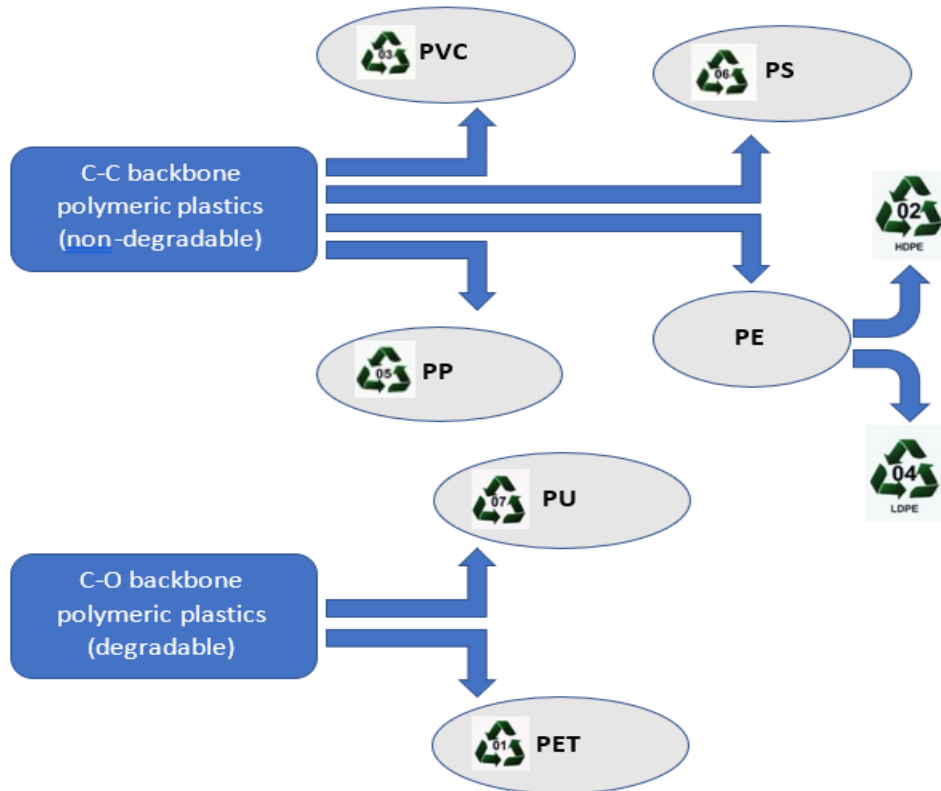 03
PVC
06
PS
C-C backbone
polymeric plastics
(non-degradable)
02
HDPE
PE
05
PP
04
LDPE
07
PU
C-O backbone
polymeric plastics
(degradable)
01
PET